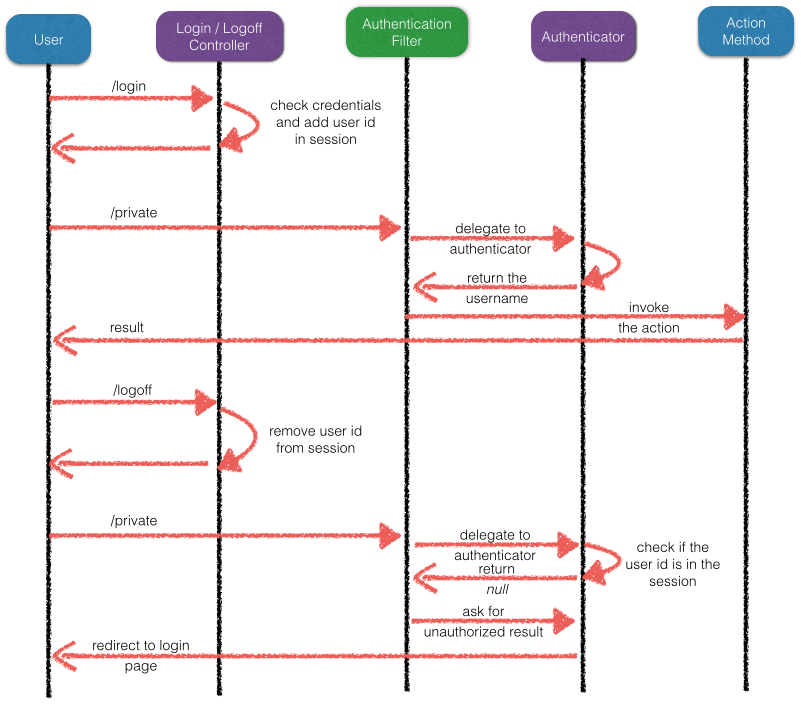 User
Login / Logoff
Controller
Authentication
Filter
Authenticator
Action
Method
/login
check credentials
and add user id
in session
/private
delegate to
authenticator
return the
username
invoke
the action
result
/logoff
remove user id
from session
/private
delegate to
authenticator
return
null
check if the
user id is in the
session
ask for
unauthorized result
redirect to login
page